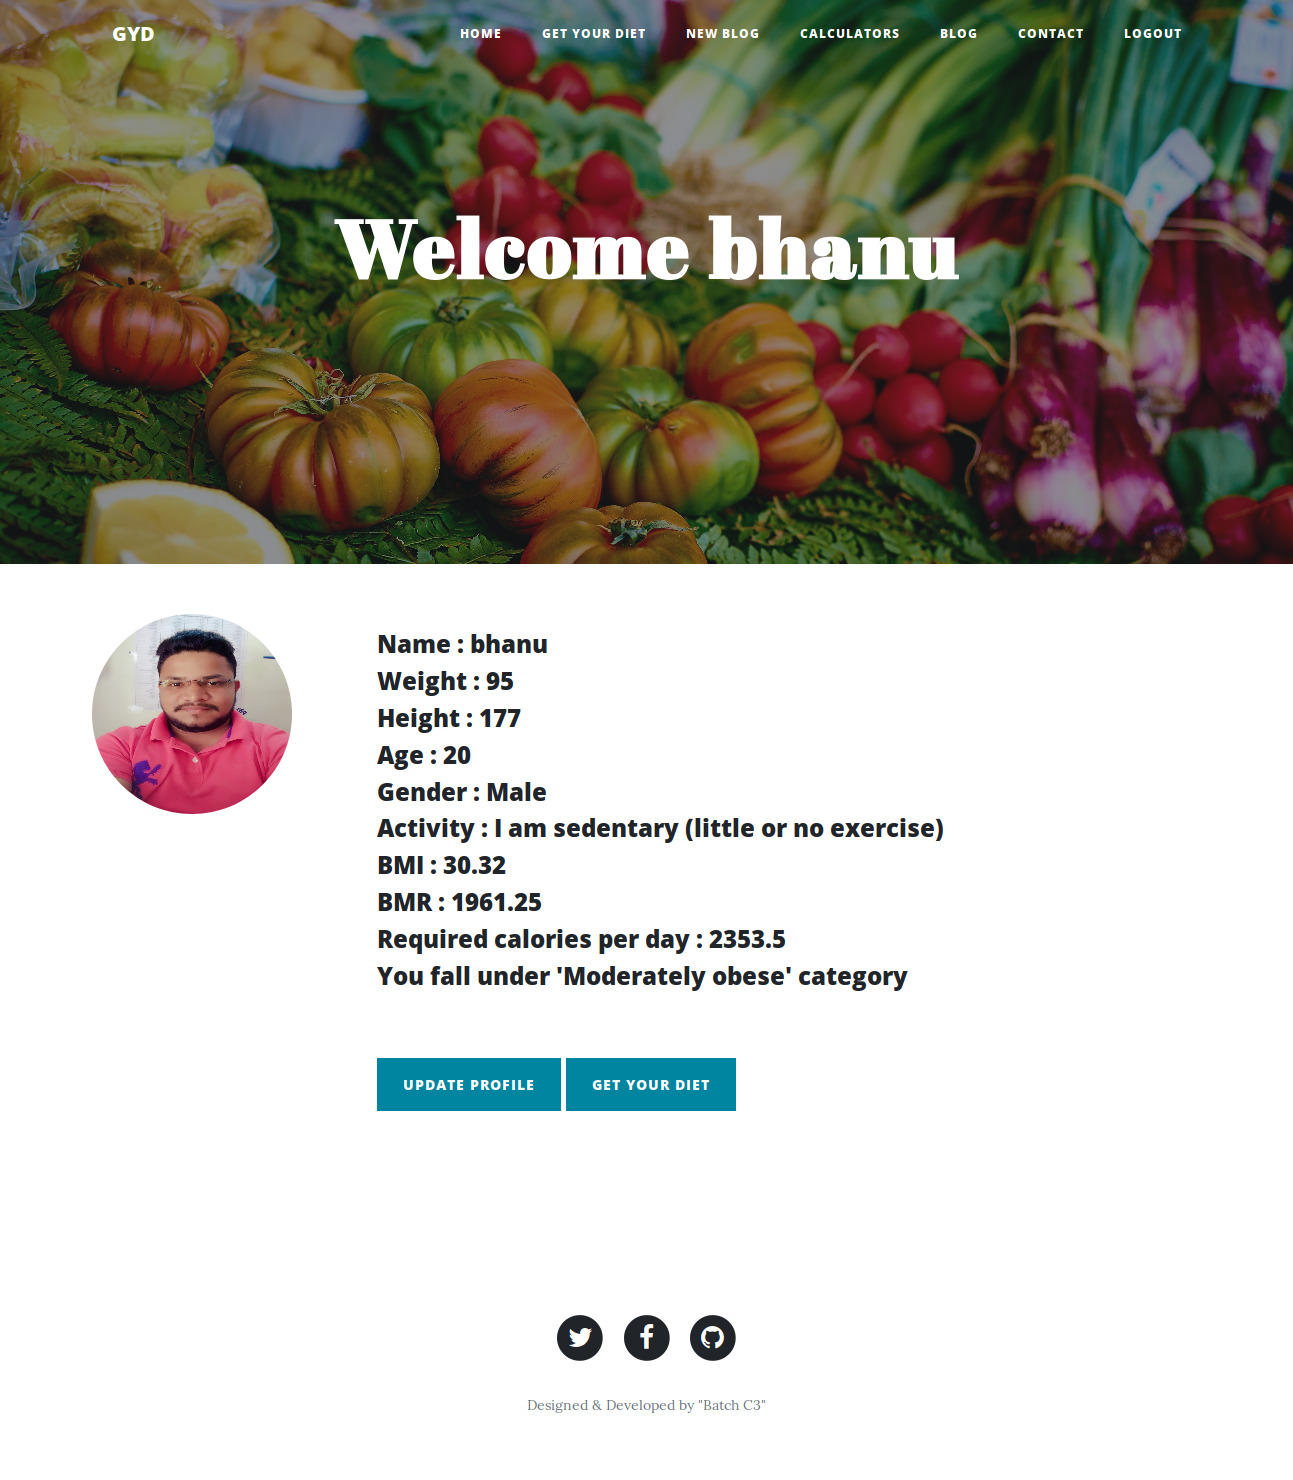 GYD
HOME
GET YOUR DIET
NEW BLOG
CALCULATORS
BLOG
CONTACT
LOGOUT
Welcome bhanu
Name : bhanu
Weight : 95
Height : 177
Age : 20
Gender : Male
Activity : I am sedentary (little or no exercise)
BMI : 30.32
BMR : 1961.25
Required calories per day : 2353.5
You fall under 'Moderately obese' category
UPDATE PROFILE
GET YOUR DIET
Designed & Developed by "Batch C3"